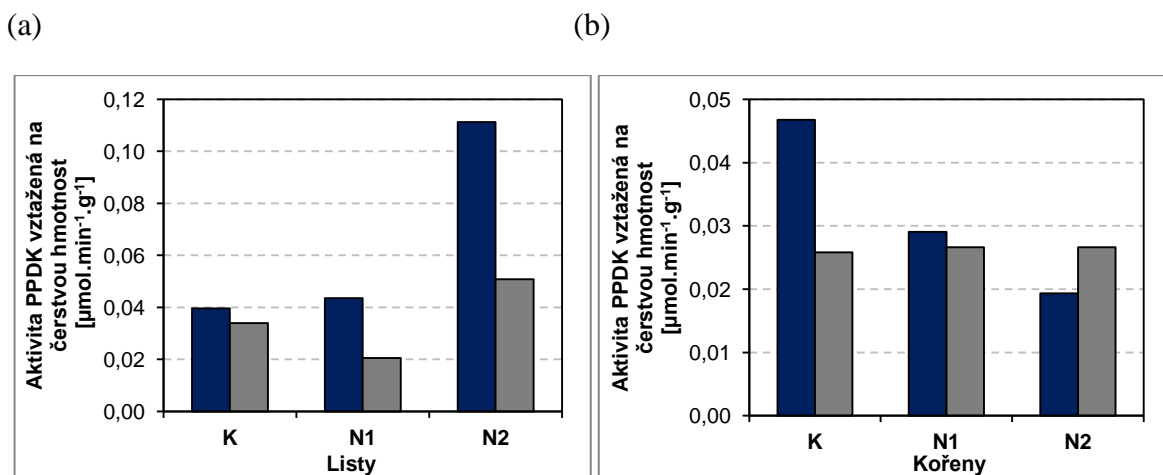 (a)
(b)
Aktivita PPDK vztažená na
čerstvou hmotnost
[µmol.min⁻¹.g⁻¹]
0,12
0,10
0,08
0,06
0,04
0,02
0,00
K N1 N2
Listy
Aktivita PPDK vztažená na
čerstvou hmotnost
[µmol.min⁻¹.g⁻¹]
0,05
0,04
0,03
0,02
0,01
0,00
K N1 N2
Kořeny